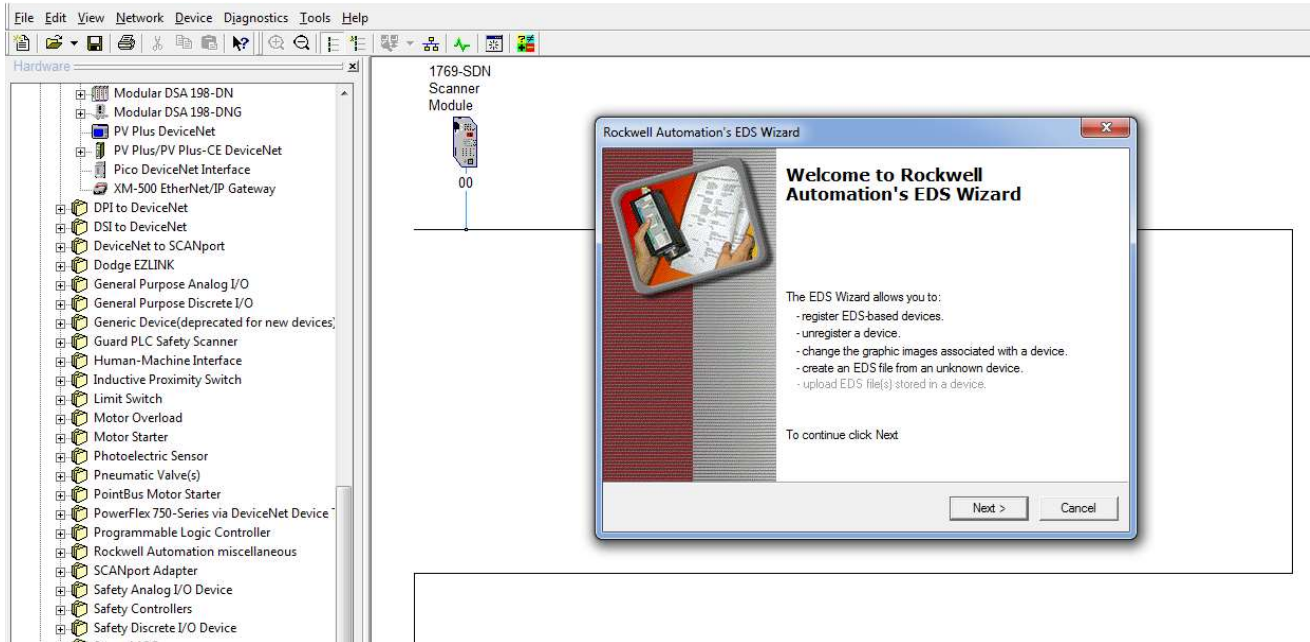 File Edit View Network Device Diagnostics Tools Help
Hardware
Modular DSA 198-DN
Modular DSA 198-DNG
PV Plus DeviceNet
PV Plus/PV Plus-CE DeviceNet
Pico DeviceNet Interface
XM-500 EtherNet/IP Gateway
DPI to DeviceNet
DSI to DeviceNet
DeviceNet to SCANport
Dodge EZLINK
General Purpose Analog I/O
General Purpose Discrete I/O
Generic Device(deprecated for new devices)
Guard PLC Safety Scanner
Human-Machine Interface
Inductive Proximity Switch
Limit Switch
Motor Overload
Motor Starter
Photoelectric Sensor
Pneumatic Valve(s)
PointBus Motor Starter
PowerFlex 750-Series via DeviceNet Device
Programmable Logic Controller
Rockwell Automation miscellaneous
SCANport Adapter
Safety Analog I/O Device
Safety Controllers
Safety Discrete I/O Device
1769-SDN
Scanner
Module
00
Rockwell Automation's EDS Wizard
Welcome to Rockwell
Automation's EDS Wizard
The EDS Wizard allows you to:
- register EDS-based devices.
- unregister a device.
- change the graphic images associated with a device.
- create an EDS file from an unknown device.
- upload EDS file(s) stored in a device.
To continue click Next
Next >
Cancel